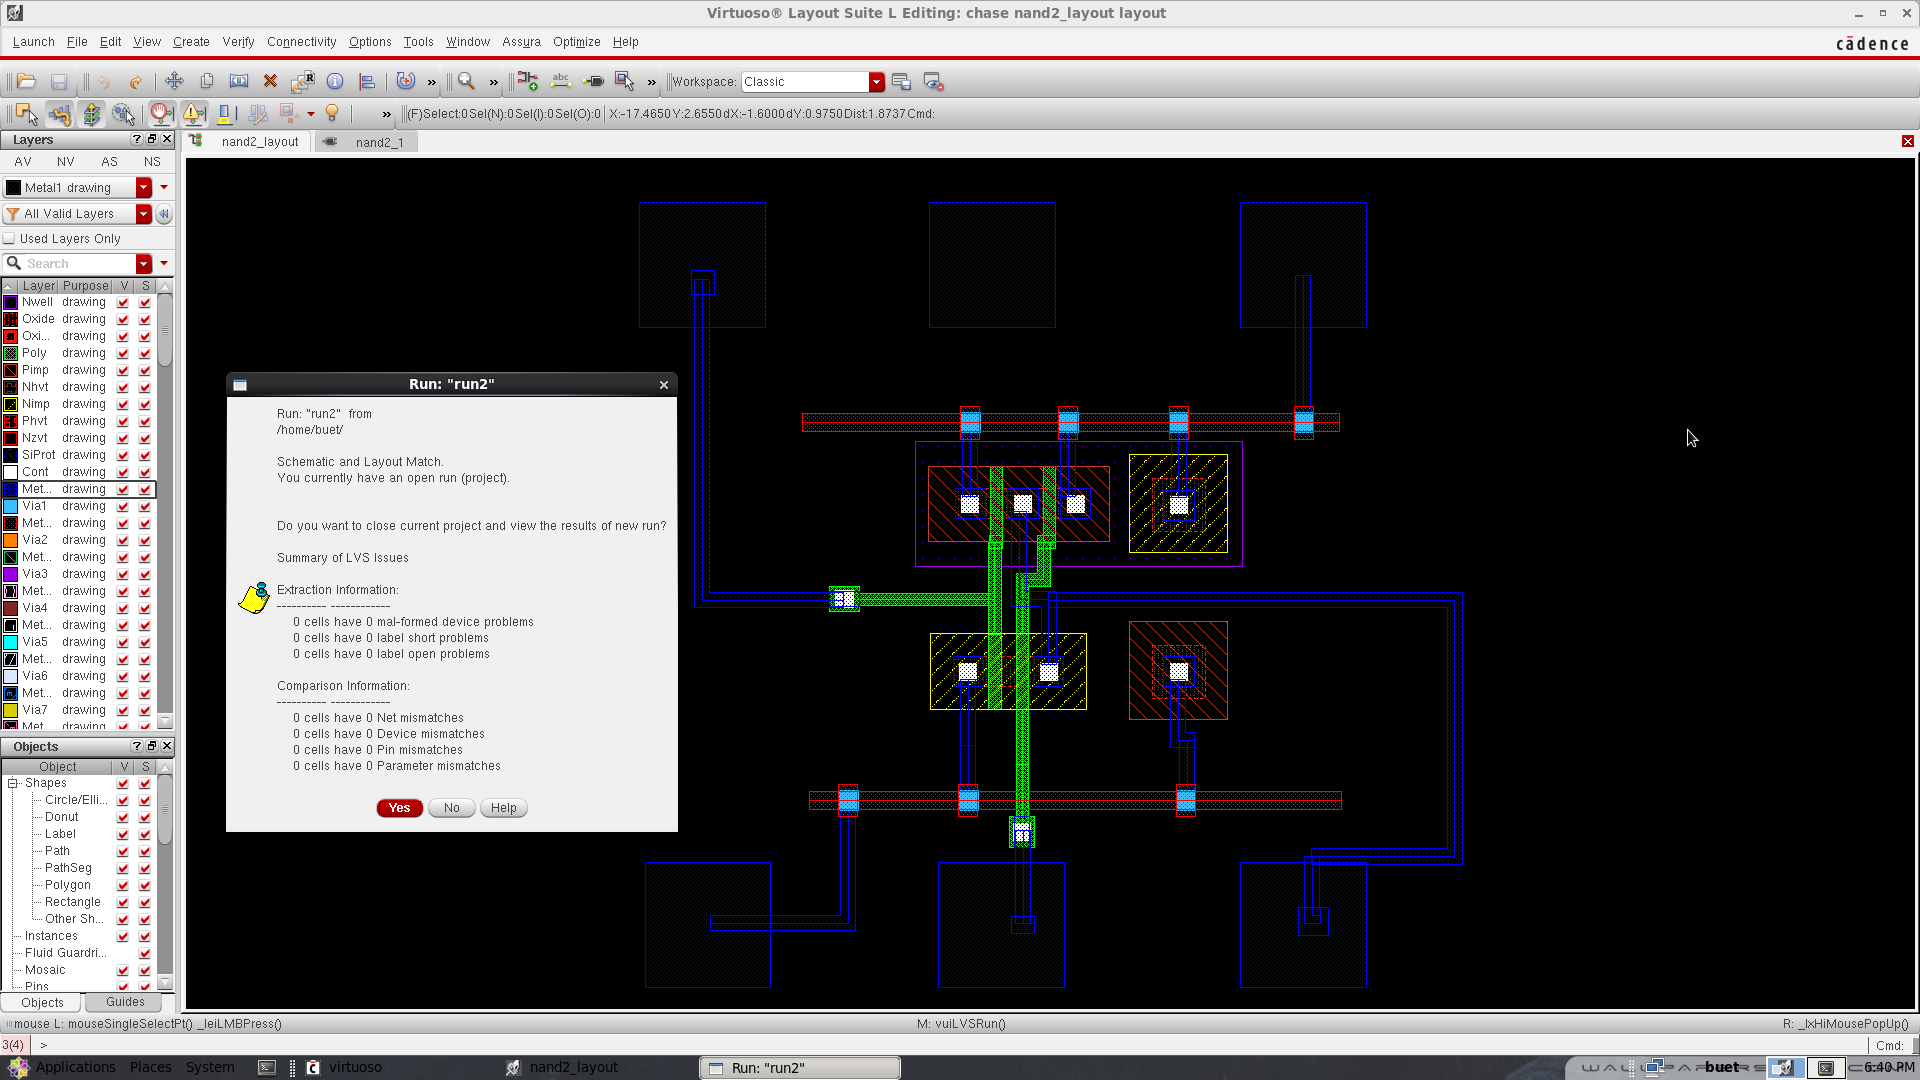 Virtuoso® Layout Suite L Editing: chase nand2_layout layout
Launch File Edit View Create Verify Connectivity Options Tools Window Assura Optimize Help
cādence
Workspace: Classic
(F)Select:0 Sel(N):0 Sel(I):0 Sel(O):0 X:-17.4650 Y:2.6550 dX:-1.6000 dY:0.9750 Dist:1.8737 Cmd:
Layers
nand2_layout nand2_1
AV NV AS NS
Metal1 drawing
All Valid Layers
Used Layers Only
Search
Layer Purpose V S
Nwell drawing
Oxide drawing
Oxi... drawing
Poly drawing
Pimp drawing
Nhvt drawing
Nimp drawing
Phvt drawing
Nzvt drawing
SiProt drawing
Cont drawing
Met... drawing
Via1 drawing
Met... drawing
Via2 drawing
Met... drawing
Via3 drawing
Met... drawing
Via4 drawing
Met... drawing
Via5 drawing
Met... drawing
Via6 drawing
Met... drawing
Via7 drawing
Met... drawing
Objects
Object V S
Shapes
Circle/Elli...
Donut
Label
Path
PathSeg
Polygon
Rectangle
Other Sh...
Instances
Fluid Guardri...
Mosaic
Pins
Objects Guides
Run: "run2"
Run: "run2" from
/home/buet/
Schematic and Layout Match.
You currently have an open run (project).
Do you want to close current project and view the results of new run?
Summary of LVS Issues
Extraction Information:
---------- ------------
0 cells have 0 mal-formed device problems
0 cells have 0 label short problems
0 cells have 0 label open problems
Comparison Information:
---------- ------------
0 cells have 0 Net mismatches
0 cells have 0 Device mismatches
0 cells have 0 Pin mismatches
0 cells have 0 Parameter mismatches
Yes No Help
mouse L: mouseSingleSelectPt() _leiLMBPress()
M: vuiLVSRun()
R: _lxHiMousePopUp()
3(4) >
Cmd:
Applications Places System virtuoso nand2_layout Run: "run2" buet 6:40 PM